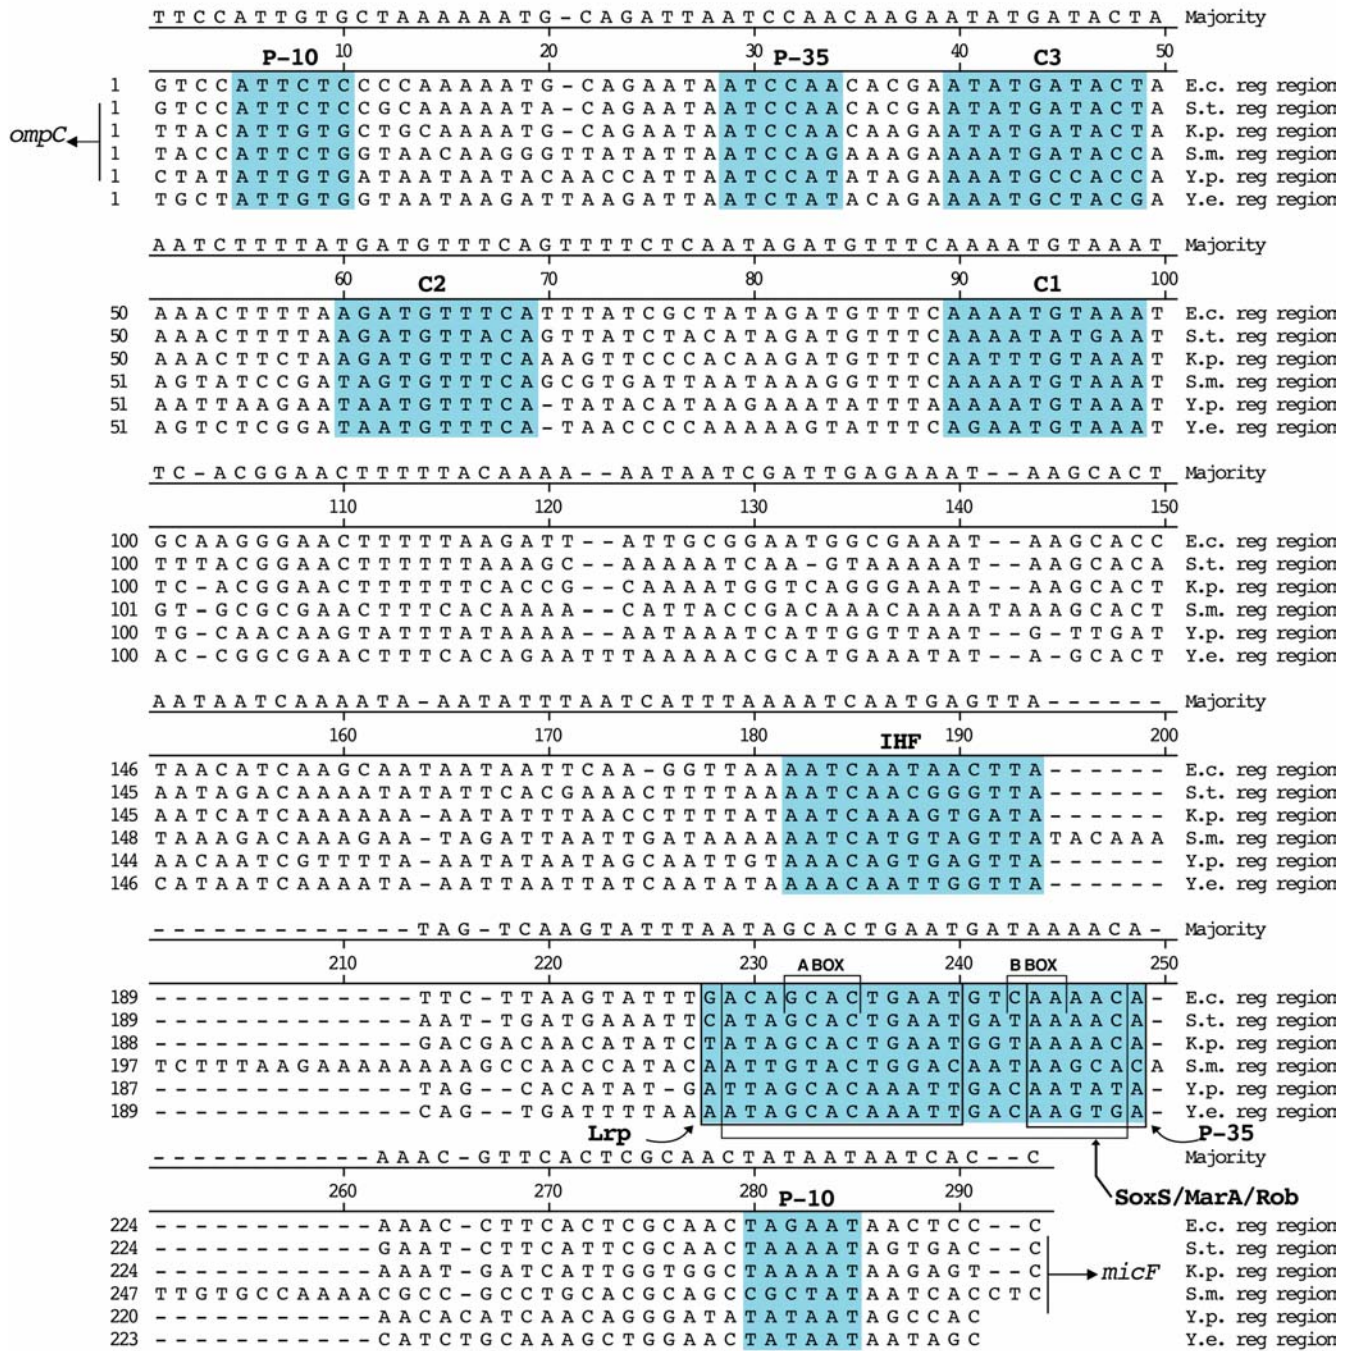 T T C C A T T G T G C T A A A A A A T G - C A G A T T A A T C C A A C A A G A A T A T G A T A C T A Majority
10 20 30 40 50
P-10 P-35 C3
1 G T C C A T T C T C C C C A A A A A T G - C A G A A T A A T C C A A C A C G A A T A T G A T A C T A E.c. reg region
1 G T C C A T T C T C C G C A A A A A T A - C A G A A T A A T C C A A C A C G A A T A T G A T A C T A S.t. reg region
ompC 1 T T A C A T T G T G C T G C A A A A T G - C A G A A T A A T C C A A C A A G A A T A T G A T A C T A K.p. reg region
1 T A C C A T T C T G G T A A C A A G G G T T A T A T T A A T C C A G A A A G A A A A T G A T A C C A S.m. reg region
1 C T A T A T T G T G A T A A T A A T A C A A C C A T T A A T C C A T A T A G A A A A T G C C A C C A Y.p. reg region
1 T G C T A T T G T G G T A A T A A G A T T A A G A T T A A T C T A T A C A G A A A A T G C T A C G A Y.e. reg region
A A T C T T T T A T G A T G T T T C A G T T T T C T C A A T A G A T G T T T C A A A A T G T A A A T Majority
60 70 80 90 100
C2 C1
50 A A A C T T T T A A G A T G T T T C A T T T A T C G C T A T A G A T G T T T C A A A A T G T A A A T E.c. reg region
50 A A A C T T T T A A G A T G T T A C A G T T A T C T A C A T A G A T G T T T C A A A A T A T G A A T S.t. reg region
50 A A A C T T C T A A G A T G T T T C A A A G T T C C C A C A A G A T G T T T C A A T T T G T A A A T K.p. reg region
51 A G T A T C C G A T A G T G T T T C A G C G T G A T T A A T A A A G G T T T C A A A A T G T A A A T S.m. reg region
51 A A T T A A G A A T A A T G T T T C A - T A T A C A T A A G A A A T A T T T A A A A A T G T A A A T Y.p. reg region
51 A G T C T C G G A T A A T G T T T C A - T A A C C C C A A A A A G T A T T T C A G A A T G T A A A T Y.e. reg region
T C - A C G G A A C T T T T T A C A A A A - - A A T A A T C G A T T G A G A A A T - - A A G C A C T Majority
110 120 130 140 150
100 G C A A G G G A A C T T T T T T A A G A T T - - A T T G C G G A A T G G C G A A A T - - A A G C A C C E.c. reg region
100 T T T A C G G A A C T T T T T T A A A G C - - A A A A A T C A A - G T A A A A A T - - A A G C A C A S.t. reg region
100 T C - A C G G A A C T T T T T T C A C C G - - C A A A A T G G T C A G G G A A A T - - A A G C A C T K.p. reg region
101 G T - G C G C G A A C T T T C A C A A A A - - C A T T A C C G A C A A A C A A A A T A A A G C A C T S.m. reg region
100 T G - C A A C A A G T A T T T A T A A A A - - A A T A A A T C A T T G G T T A A T - - G - T T G A T Y.p. reg region
100 A C - C G G C G A A C T T T C A C A G A A T T T A A A A A C G C A T G A A A T A T - - A - G C A C T Y.e. reg region
A A T A A T C A A A A T A - A A T A T T T A A T C A T T T A A A A T C A A T G A G T T A - - - - - - Majority
160 170 180 190 200
IHF
146 T A A C A T C A A G C A A T A A T A A T T C A A - G G T T A A A A T C A A T A A C T T A - - - - - - E.c. reg region
145 A A T A G A C A A A A T A T A T T C A C G A A A C T T T T A A A A T C A A C G G G T T A - - - - - - S.t. reg region
145 A A T C A T C A A A A A A - A A T A T T T A A C C T T T T A T A A T C A A A G T G A T A - - - - - - K.p. reg region
148 T A A A G A C A A A G A A - T A G A T T A A T T G A T A A A A A A T C A T G T A G T T A T A C A A A S.m. reg region
144 A A C A A T C G T T T T A - A A T A T A A T A G C A A T T G T A A A C A G T G A G T T A - - - - - - Y.p. reg region
146 C A T A A T C A A A A T A - A A T T A A T T A T C A A T A T A A A A C A A T T G G T T A - - - - - - Y.e. reg region
- - - - - - - - - - - - - T A G - T C A A G T A T T T A A T A G C A C T G A A T G A T A A A A C A - Majority
210 220 230 240 250
A BOX B BOX
189 - - - - - - - - - - - - - T T C - T T A A G T A T T T G A C A G C A C T G A A T G T C A A A A C A - E.c. reg region
189 - - - - - - - - - - - - - A A T - T G A T G A A A T T C A T A G C A C T G A A T G A T A A A A C A - S.t. reg region
188 - - - - - - - - - - - - - G A C G A C A A C A T A T C T A T A G C A C T G A A T G G T A A A A C A - K.p. reg region
197 T C T T T A A G A A A A A A A A G C C A A C C A T A C A A T T G T A C T G G A C A A T A A G C A C A S.m. reg region
187 - - - - - - - - - - - - - T A G - - C A C A T A T - G A T T A G C A C A A A T T G A C A A T A T A - Y.p. reg region
189 - - - - - - - - - - - - - C A G - - T G A T T T T A A A A T A G C A C A A A T T G A C A A G T G A - Y.e. reg region
Lrp P-35
- - - - - - - - - - - A A A C - G T T C A C T C G C A A C T A T A A T A A T C A C - - C Majority
260 270 280 290
P-10 SoxS/MarA/Rob
224 - - - - - - - - - - - A A A C - C T T C A C T C G C A A C T A G A A T A A C T C C - - C E.c. reg region
224 - - - - - - - - - - - G A A T - C T T C A T T C G C A A C T A A A A T A G T G A C - - C S.t. reg region
224 - - - - - - - - - - - A A A T - G A T C A T T G G T G G C T A A A A T A A G A G T - - C micF K.p. reg region
247 T T G T G C C A A A A C G C C - G C C T G C A C G C A G C C G C T A T A A T C A C C T C S.m. reg region
220 - - - - - - - - - - - A A C A C A T C A A C A G G G A T A T A T A A T A G C C A C Y.p. reg region
223 - - - - - - - - - - - C A T C T G C A A A G C T G G A A C T A T A A T A A T A G C Y.e. reg region